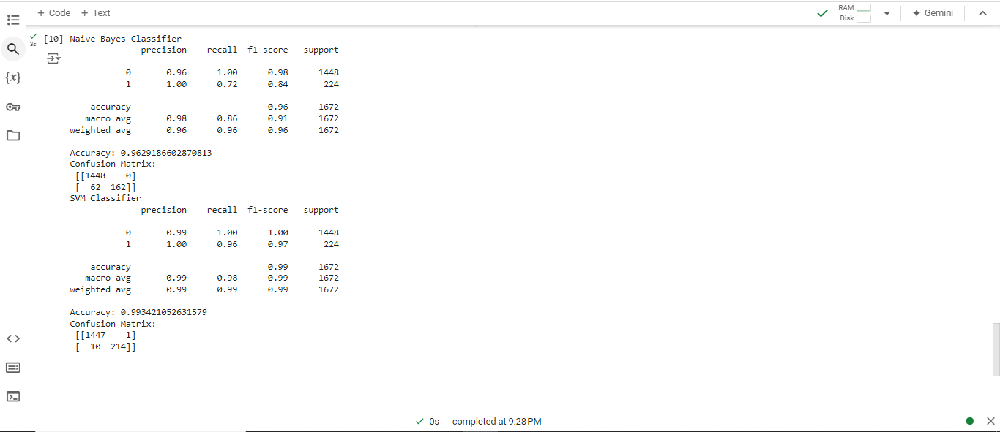 + Code + Text
RAM
Disk
Gemini
3s
[10] Naive Bayes Classifier
precision recall f1-score support
0 0.96 1.00 0.98 1448
1 1.00 0.72 0.84 224
accuracy 0.96 1672
macro avg 0.98 0.86 0.91 1672
weighted avg 0.96 0.96 0.96 1672
Accuracy: 0.9629186602870813
Confusion Matrix:
[[1448 0]
[ 62 162]]
SVM Classifier
precision recall f1-score support
0 0.99 1.00 1.00 1448
1 1.00 0.96 0.97 224
accuracy 0.99 1672
macro avg 0.99 0.98 0.99 1672
weighted avg 0.99 0.99 0.99 1672
Accuracy: 0.993421052631579
Confusion Matrix:
[[1447 1]
[ 10 214]]
0s completed at 9:28 PM